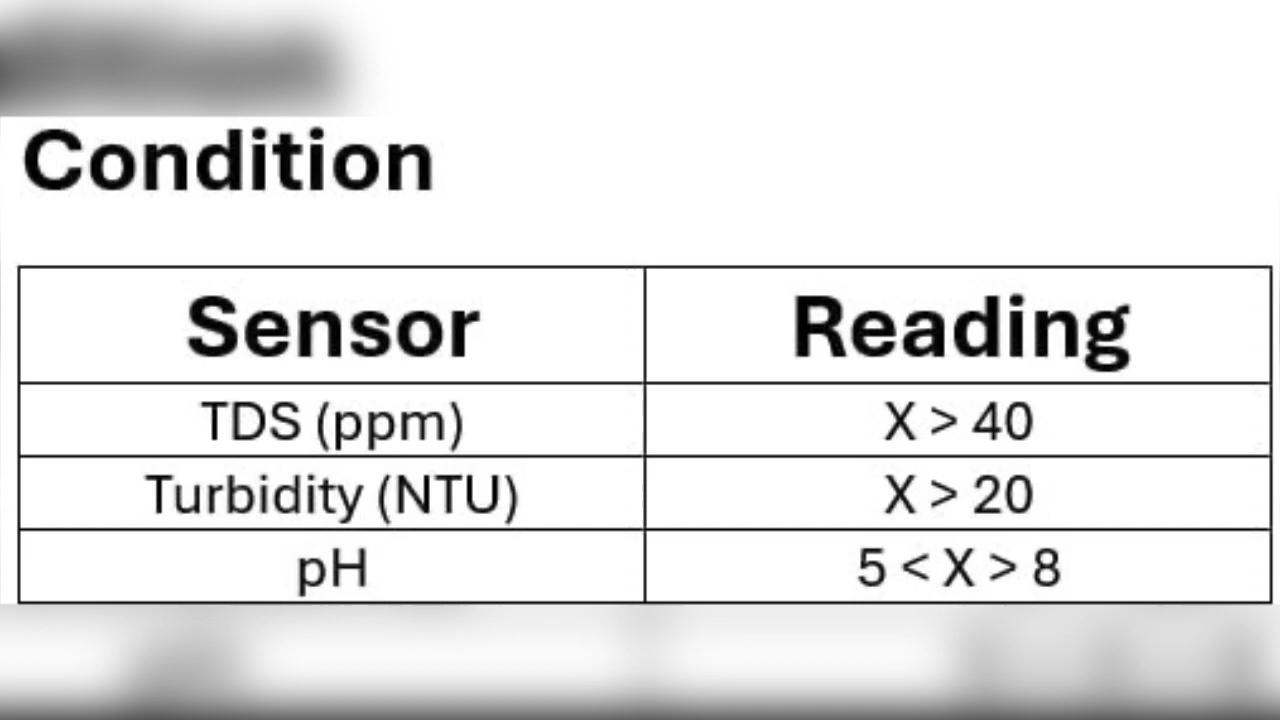 Condition
Sensor Reading
TDS (ppm) X > 40
Turbidity (NTU) X > 20
pH 5 < X > 8